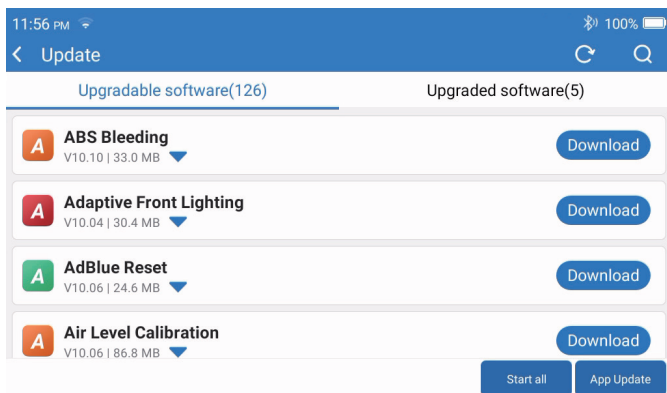 11:56 PM 100%
Update
Upgradable software(126) Upgraded software(5)
A ABS Bleeding
V10.10 | 33.0 MB
Download
A Adaptive Front Lighting
V10.04 | 30.4 MB
Download
A AdBlue Reset
V10.06 | 24.6 MB
Download
A Air Level Calibration
V10.06 | 86.8 MB
Download
Start all App Update